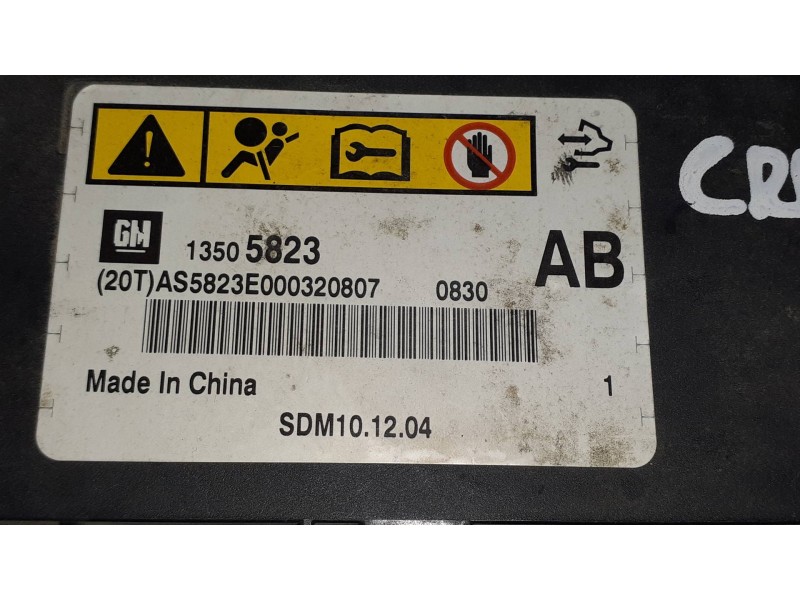 GM
1350 5823
AB
(20T)AS5823E000320807 0830
Made In China
1
SDM10.12.04